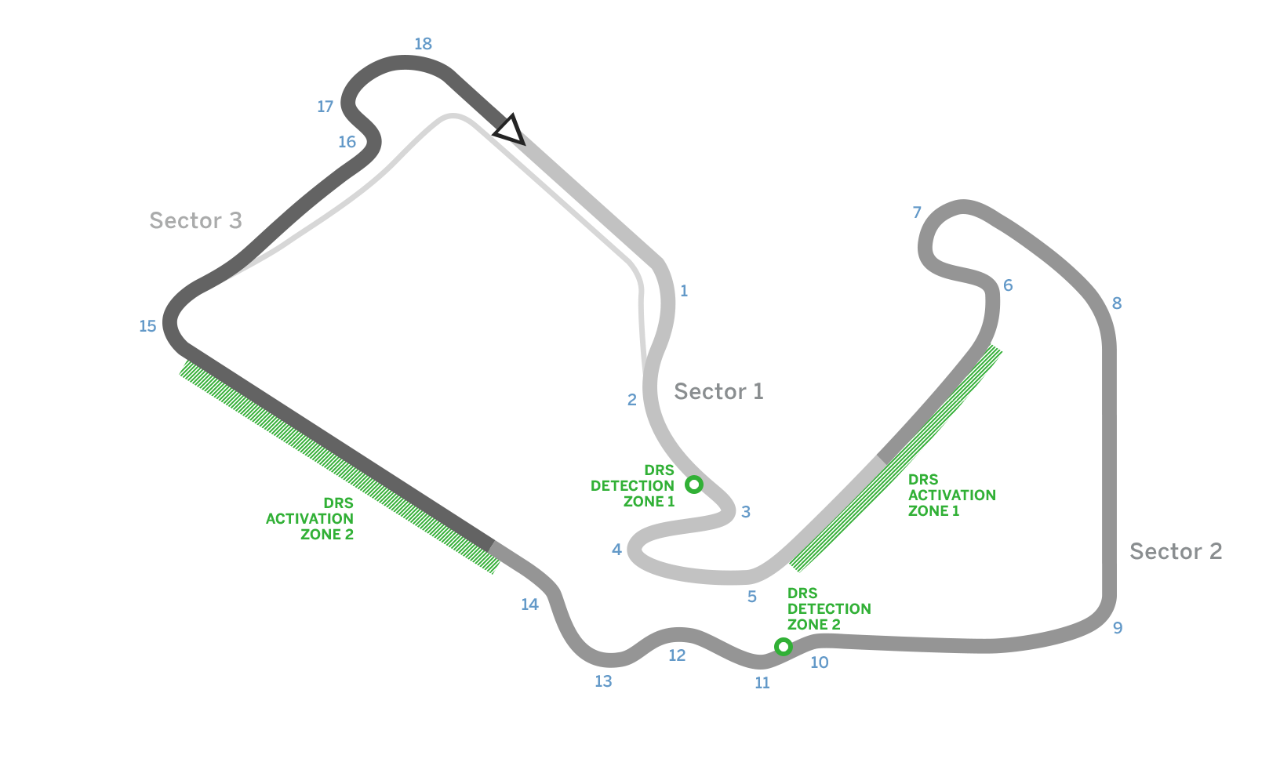 18
17
16
7
Sector 3
6
1
8
15
Sector 1
2
DRS
DETECTION
ZONE 1
DRS
ACTIVATION
ZONE 1
DRS
ACTIVATION
ZONE 2
3
4
Sector 2
5
DRS
DETECTION
ZONE 2
14
9
12
10
13
11